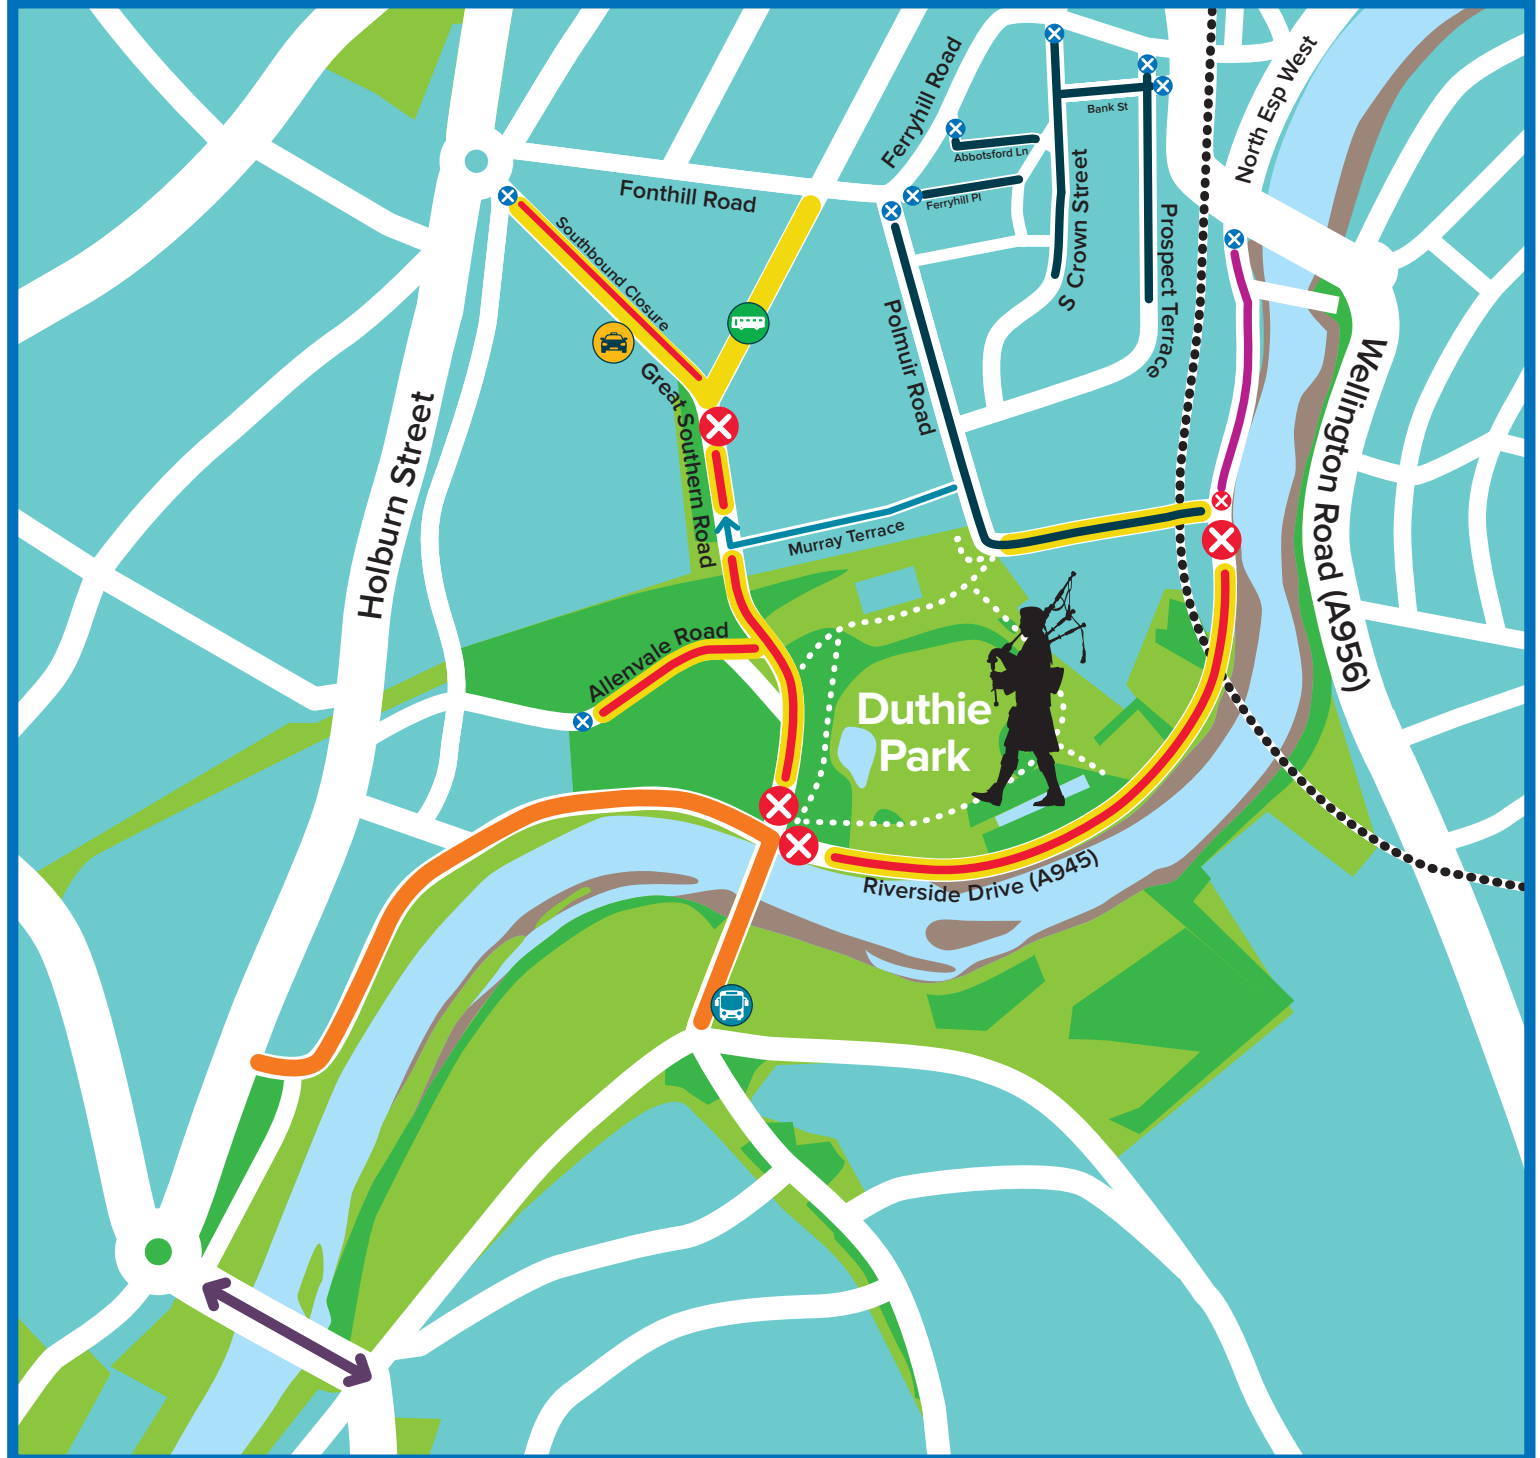 Ferryhill Road
North Esp West
Bank St
Abbotsford Ln
Fonthill Road
Ferryhill Pl
Southbound Closure
S Crown Street
Prospect Terrace
Polmuir Road
Great Southern Road
Wellington Road (A956)
Holburn Street
Murray Terrace
Allenvale Road
Duthie
Park
Riverside Drive (A945)